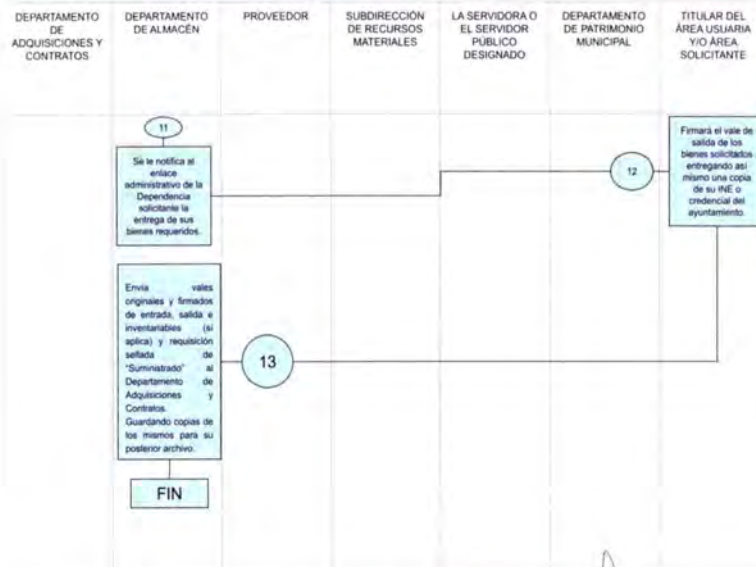 DEPARTAMENTO
DE
ADQUISICIONES Y
CONTRATOS
DEPARTAMENTO
DE ALMACÉN
PROVEEDOR
SUBDIRECCIÓN
DE RECURSOS
MATERIALES
LA SERVIDORA O
EL SERVIDOR
PÚBLICO
DESIGNADO
DEPARTAMENTO
DE PATRIMONIO
MUNICIPAL
TITULAR DEL
ÁREA USUARIA
Y/O ÁREA
SOLICITANTE
11
Se le notifica al
enlace
administrativo de la
Dependencia
solicitante la
entrega de sus
bienes requeridos.
12
Firmará el vale de
salida de los
bienes solicitados
entregando así
mismo una copia
de su INE o
credencial del
ayuntamiento.
Envía vales
originales y firmados
de entrada, salida e
inventariables (si
aplica) y requisición
sellada de
"Suministrado" al
Departamento de
Adquisiciones y
Contratos.
Guardando copias de
los mismos para su
posterior archivo.
13
FIN